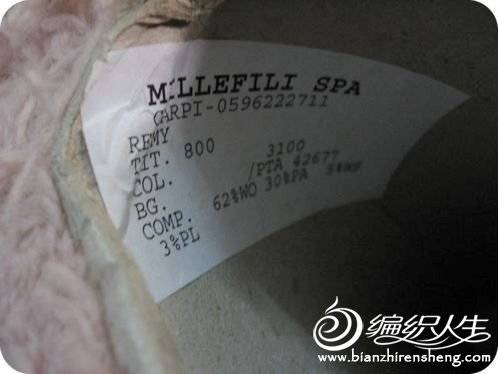 MILLEFILI SPA
CARPI-0596222711
REMY
TIT. 800 3100
COL. /PTA 42677
BG.
COMP. 62%WO 30%PA 5%WS
3%PL
编织人生
www.bianzhirensheng.com